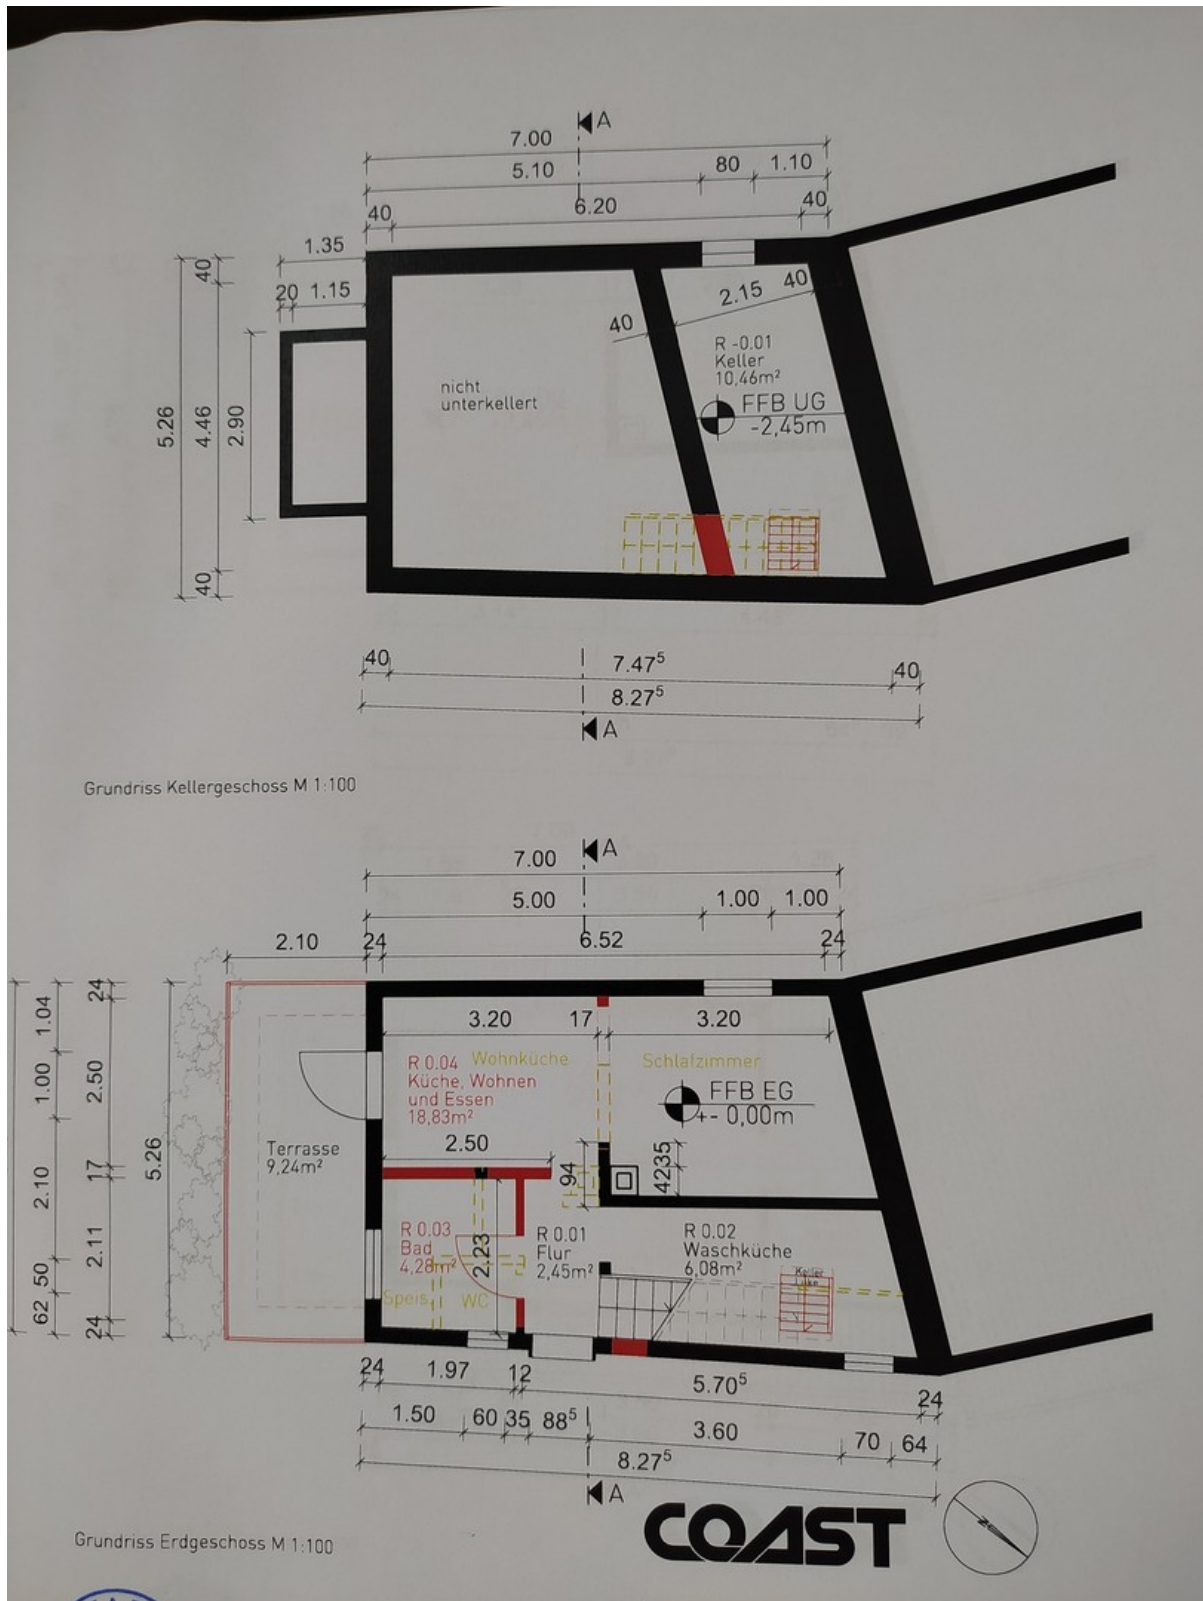 A
7.00
5.10
80
1.10
40
6.20
40
1.35
20
1.15
40
5.26
4.46
2.90
40
2.15
40
40
R -0.01
Keller
10,46m²
nicht
unterkellert
FFB UG
-2,45m
40
7.47⁵
40
8.27⁵
A
Grundriss Kellergeschoss M 1:100
A
7.00
5.00
1.00
1.00
2.10
24
6.52
24
1.04
24
3.20
17
3.20
R 0.04
Wohnküche
Küche, Wohnen
und Essen
18,83m²
Schlafzimmer
FFB EG
+- 0,00m
1.00
2.50
5.26
Terrasse
9,24m²
2.50
94
35
42
17
2.10
2.11
R 0.03
Bad
4,28m²
2.23
R 0.01
Flur
2,45m²
R 0.02
Waschküche
6,08m²
Keller
Speis
WC
50
62
24
24
1.97
12
5.70⁵
24
1.50
60
35
88⁵
3.60
70
64
8.27⁵
A
COAST
N
Grundriss Erdgeschoss M 1:100